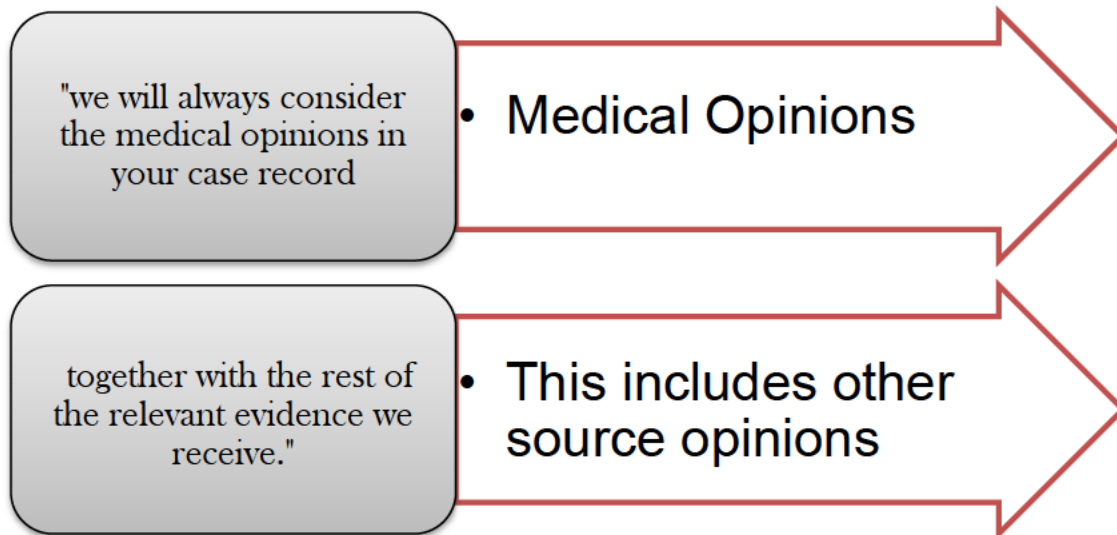 "we will always consider
the medical opinions in
your case record
• Medical Opinions
together with the rest of
the relevant evidence we
receive."
• This includes other
source opinions